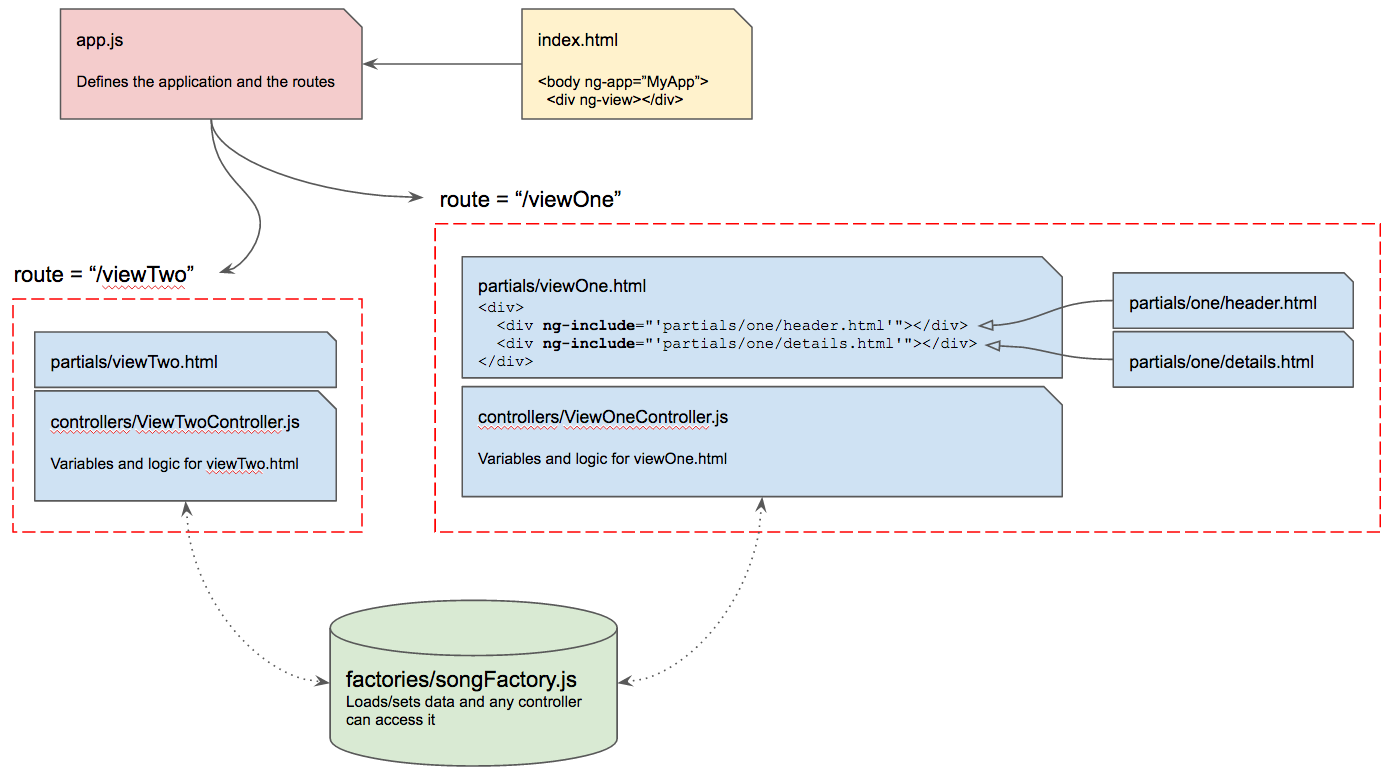 app.js
Defines the application and the routes
index.html
<body ng-app=”MyApp”>
<div ng-view></div>
route = “/viewOne”
route = “/viewTwo”
partials/viewOne.html
<div>
<div ng-include="'partials/one/header.html'"></div>
<div ng-include="'partials/one/details.html'"></div>
</div>
partials/one/header.html
partials/one/details.html
partials/viewTwo.html
controllers/ViewTwoController.js
Variables and logic for viewTwo.html
controllers/ViewOneController.js
Variables and logic for viewOne.html
factories/songFactory.js
Loads/sets data and any controller
can access it